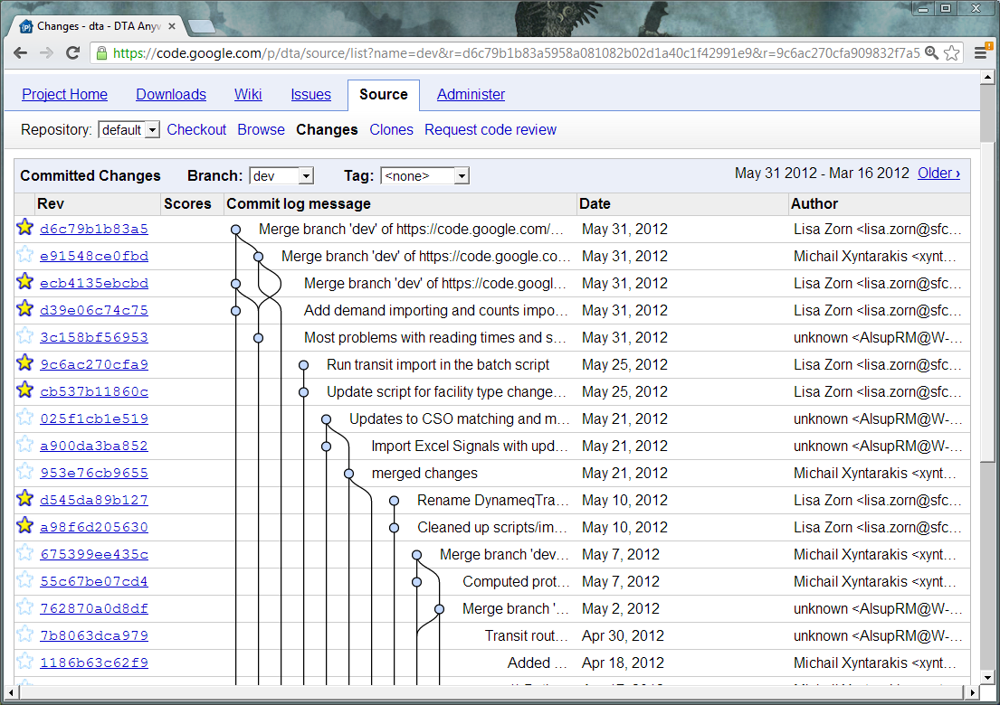 Changes - dta - DTA Anyw
https://code.google.com/p/dta/source/list?name=dev&r=d6c79b1b83a5958a081082b02d1a40c1f42991e9&r=9c6ac270cfa909832f7a5
Project Home Downloads Wiki Issues Source Administer
Repository: default Checkout Browse Changes Clones Request code review
Committed Changes Branch: dev Tag: <none> May 31 2012 - Mar 16 2012 Older ›
Rev Scores Commit log message Date Author
d6c79b1b83a5 Merge branch 'dev' of https://code.google.com/... May 31, 2012 Lisa Zorn <lisa.zorn@sfc...
e91548ce0fbd Merge branch 'dev' of https://code.google.co... May 31, 2012 Michail Xyntarakis <xynt...
ecb4135ebcbd Merge branch 'dev' of https://code.googl... May 31, 2012 Lisa Zorn <lisa.zorn@sfc...
d39e06c74c75 Add demand importing and counts impo... May 31, 2012 Lisa Zorn <lisa.zorn@sfc...
3c158bf56953 Most problems with reading times and s... May 31, 2012 unknown <AlsupRM@W-...
9c6ac270cfa9 Run transit import in the batch script May 25, 2012 Lisa Zorn <lisa.zorn@sfc...
cb537b11860c Update script for facility type change... May 25, 2012 Lisa Zorn <lisa.zorn@sfc...
025f1cb1e519 Updates to CSO matching and m... May 21, 2012 unknown <AlsupRM@W-...
a900da3ba852 Import Excel Signals with upd... May 21, 2012 unknown <AlsupRM@W-...
953e76cb9655 merged changes May 21, 2012 Michail Xyntarakis <xynt...
d545da89b127 Rename DynameqTra... May 10, 2012 Lisa Zorn <lisa.zorn@sfc...
a98f6d205630 Cleaned up scripts/im... May 10, 2012 Lisa Zorn <lisa.zorn@sfc...
675399ee435c Merge branch 'dev... May 7, 2012 Michail Xyntarakis <xynt...
55c67be07cd4 Computed prot... May 7, 2012 Michail Xyntarakis <xynt...
762870a0d8df Merge branch '... May 2, 2012 unknown <AlsupRM@W-...
7b8063dca979 Transit rout... Apr 30, 2012 unknown <AlsupRM@W-...
1186b63c62f9 Added ... Apr 18, 2012 Michail Xyntarakis <xynt...